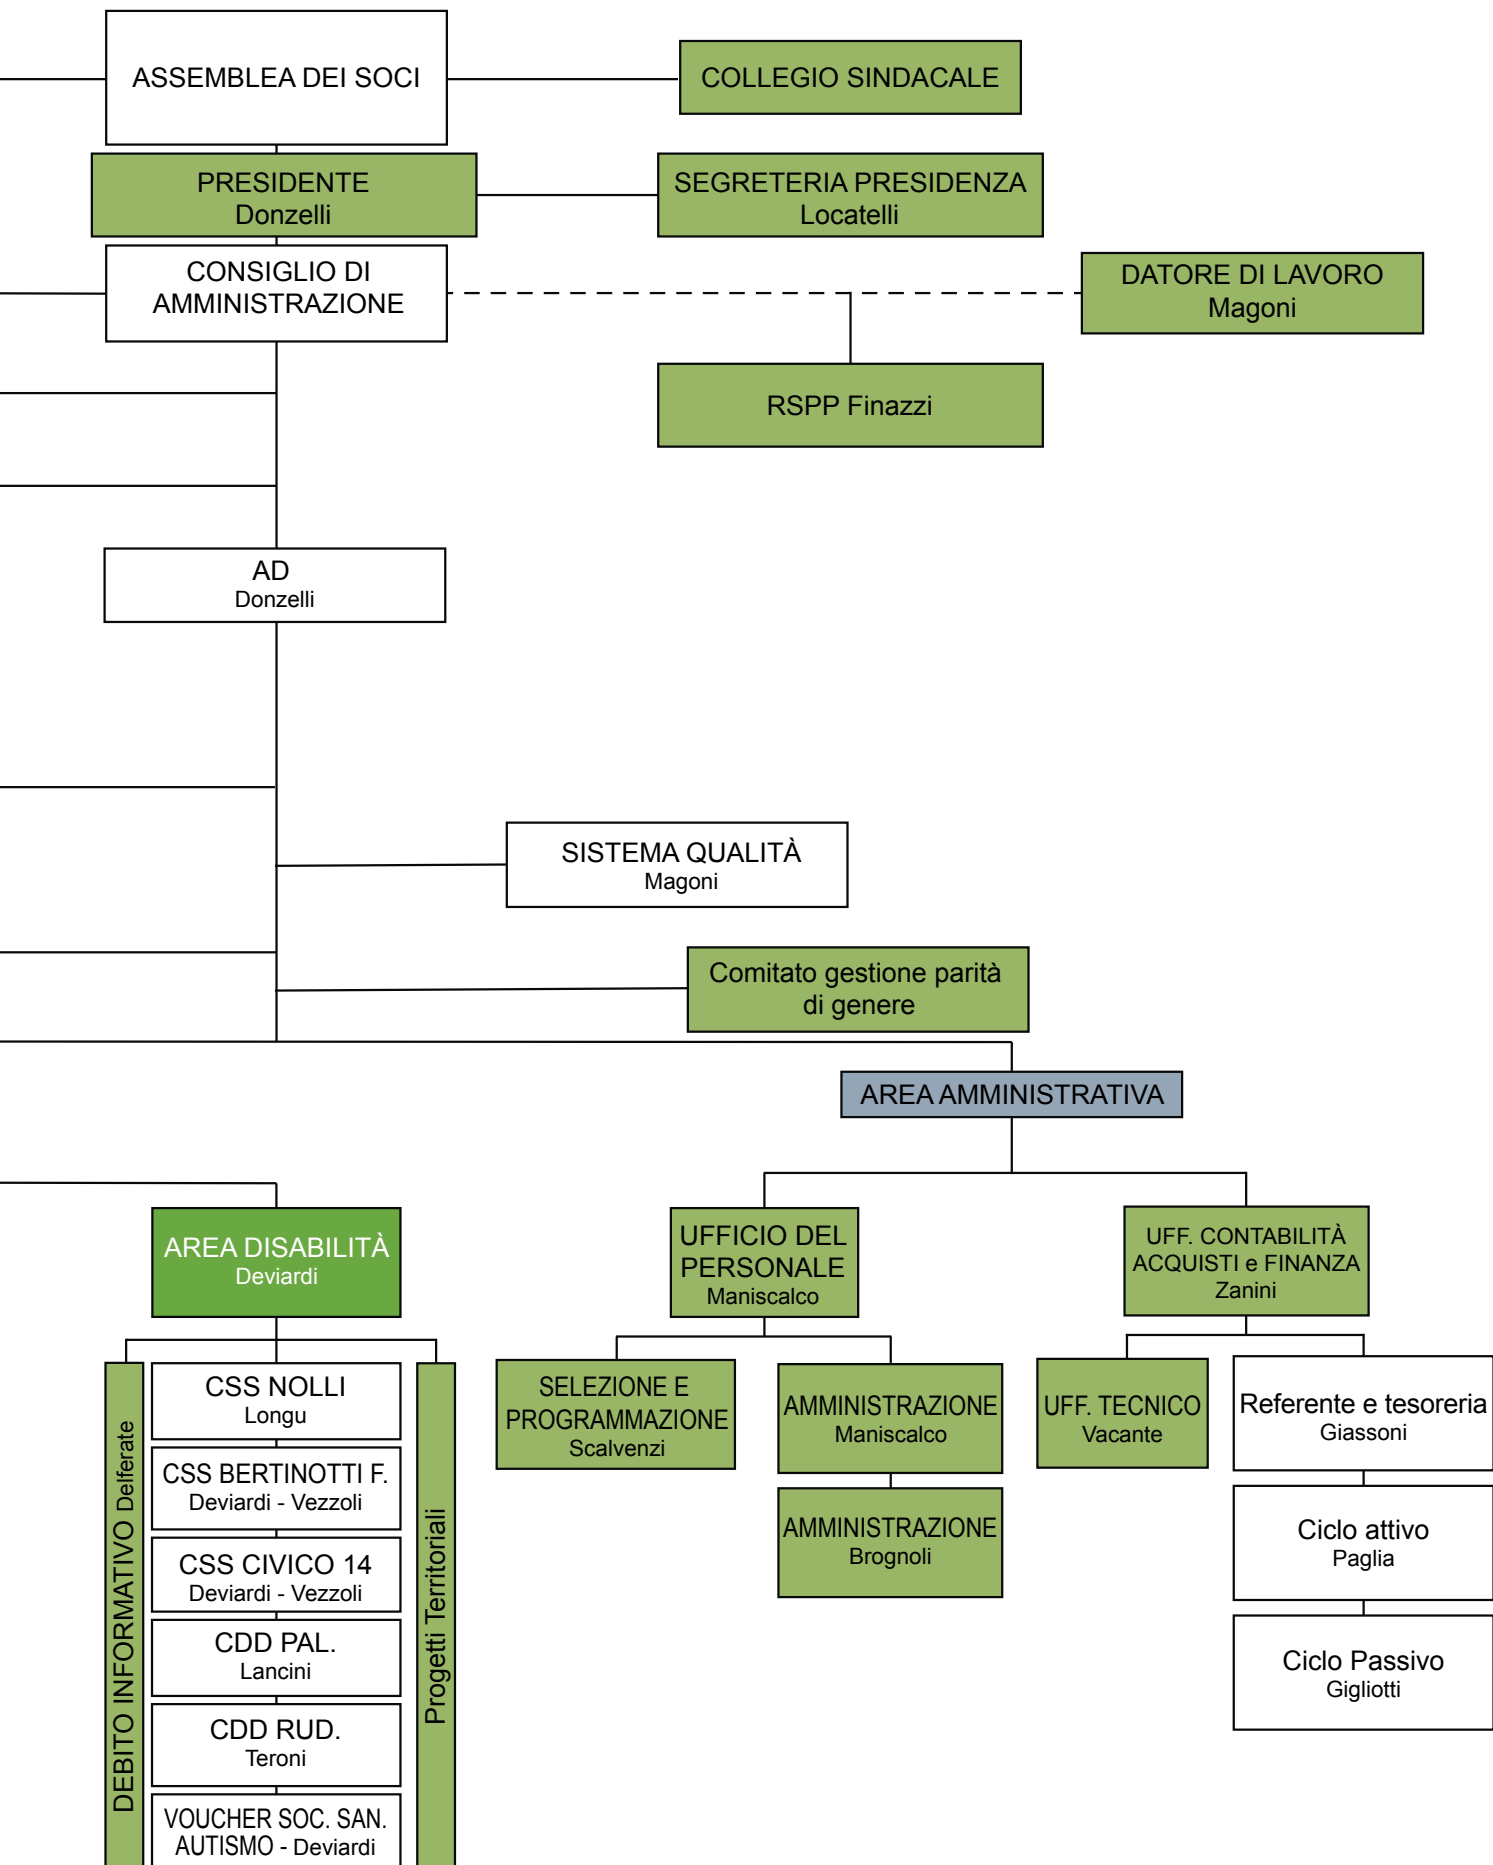 ASSEMBLEA DEI SOCI
COLLEGIO SINDACALE
PRESIDENTE
Donzelli
SEGRETERIA PRESIDENZA
Locatelli
CONSIGLIO DI
AMMINISTRAZIONE
DATORE DI LAVORO
Magoni
RSPP Finazzi
AD
Donzelli
SISTEMA QUALITÀ
Magoni
Comitato gestione parità
di genere
AREA AMMINISTRATIVA
AREA DISABILITÀ
Deviardi
UFFICIO DEL
PERSONALE
Maniscalco
UFF. CONTABILITÀ
ACQUISTI e FINANZA
Zanini
DEBITO INFORMATIVO Delferate
CSS NOLLI
Longu
CSS BERTINOTTI F.
Deviardi - Vezzoli
CSS CIVICO 14
Deviardi - Vezzoli
CDD PAL.
Lancini
CDD RUD.
Teroni
VOUCHER SOC. SAN.
AUTISMO - Deviardi
Progetti Territoriali
SELEZIONE E
PROGRAMMAZIONE
Scalvenzi
AMMINISTRAZIONE
Maniscalco
AMMINISTRAZIONE
Brognoli
UFF. TECNICO
Vacante
Referente e tesoreria
Giassoni
Ciclo attivo
Paglia
Ciclo Passivo
Gigliotti